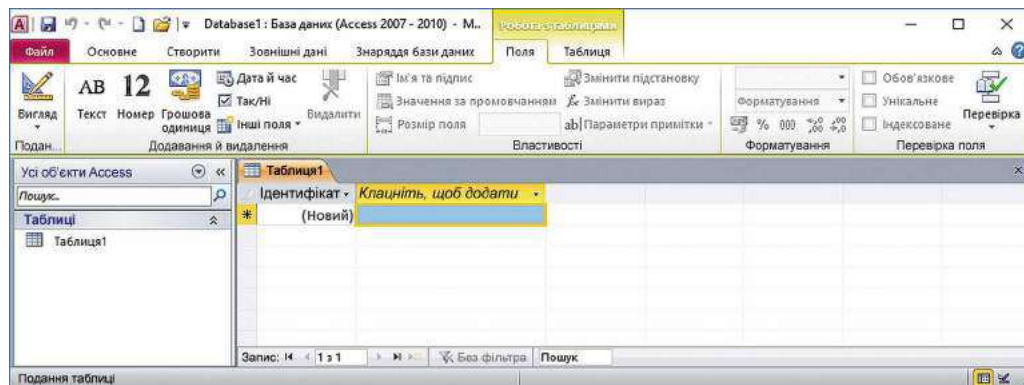 Database1 : База даних (Access 2007 - 2010) - M..
Робота з таблицями
Файл Основне Створити Зовнішні дані Знаряддя бази даних Поля Таблиця
Вигляд
АВ Текст
12 Номер
Грошова одиниця
Дата й час
Так/Ні
Інші поля
Видалити
Ім'я та підпис
Значення за промовчанням
Розмір поля
Змінити підстановку
fx Змінити вираз
ab| Параметри примітки
Форматування
% 000
Обов'язкове
Унікальне
Індексоване
Перевірка
Подан... Додавання й видалення Властивості Форматування Перевірка поля
Усі об'єкти Access
Пошук..
Таблиці
Таблиця1
Таблиця1
Ідентифікат Клацніть, щоб додати
* (Новий)
Запис: 1 з 1 Без фільтра Пошук
Подання таблиці